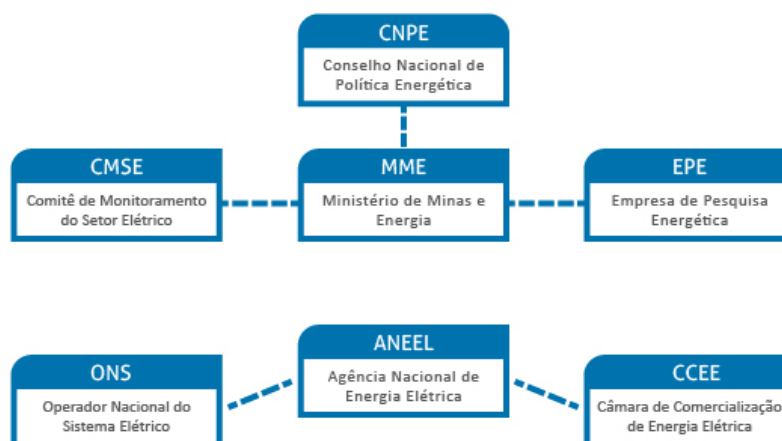 CNPE
Conselho Nacional de
Política Energética
CMSE
Comitê de Monitoramento
do Setor Elétrico
MME
Ministério de Minas e
Energia
EPE
Empresa de Pesquisa
Energética
ONS
Operador Nacional do
Sistema Elétrico
ANEEL
Agência Nacional de
Energia Elétrica
CCEE
Câmara de Comercialização
de Energia Elétrica